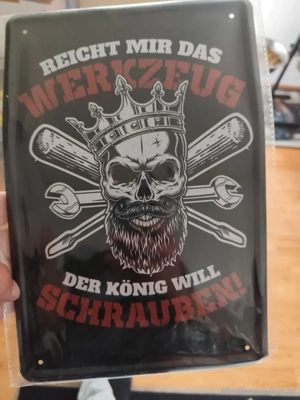 REICHT MIR DAS
WERKZEUG
DER KÖNIG WILL
SCHRAUBEN!